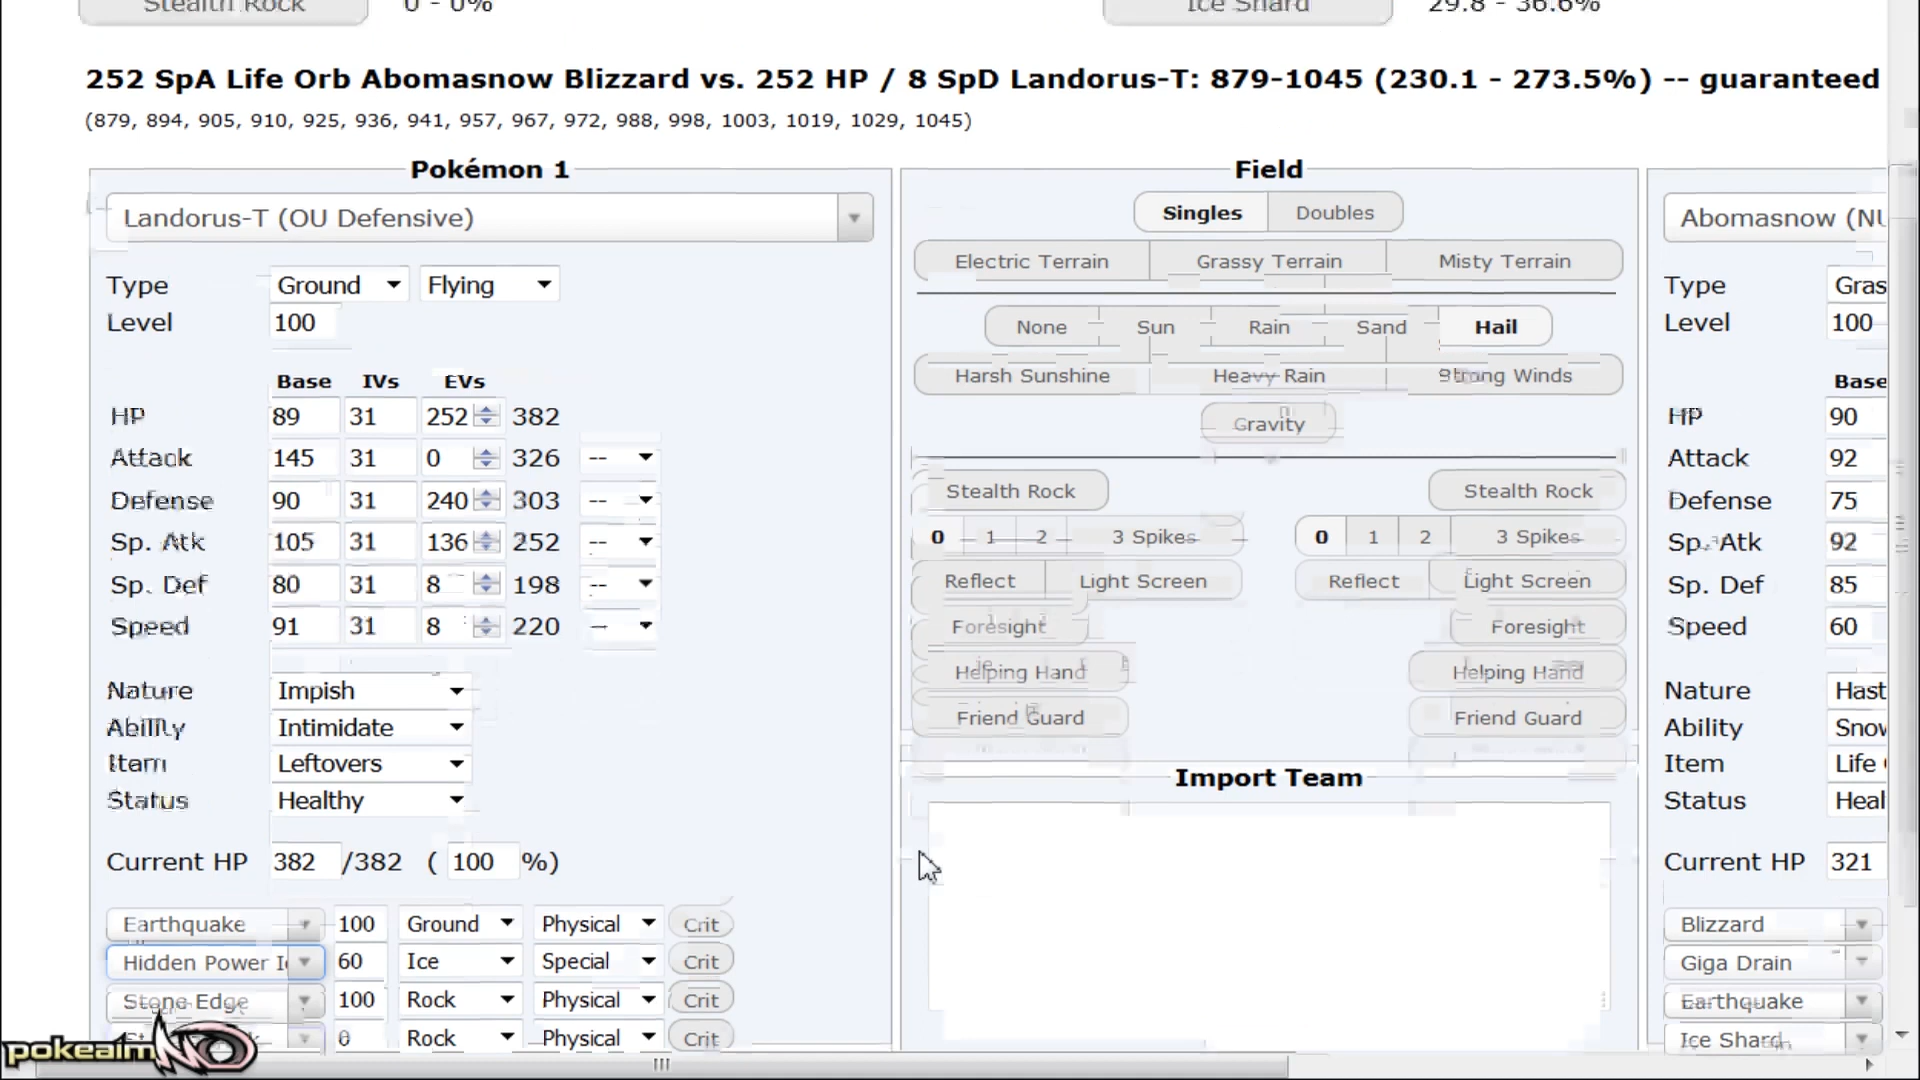 Stealth Rock 0 - 0% Ice Shard 29.8 - 36.6%
252 SpA Life Orb Abomasnow Blizzard vs. 252 HP / 8 SpD Landorus-T: 879-1045 (230.1 - 273.5%) -- guaranteed
(879, 894, 905, 910, 925, 936, 941, 957, 967, 972, 988, 998, 1003, 1019, 1029, 1045)
Pokémon 1
Landorus-T (OU Defensive)
Type Ground Flying
Level 100
Base IVs EVs
HP 89 31 252 382
Attack 145 31 0 326 --
Defense 90 31 240 303 --
Sp. Atk 105 31 136 252 --
Sp. Def 80 31 8 198 --
Speed 91 31 8 220 --
Nature Impish
Ability Intimidate
Item Leftovers
Status Healthy
Current HP 382 /382 ( 100 %)
Earthquake 100 Ground Physical Crit
Hidden Power I 60 Ice Special Crit
Stone Edge 100 Rock Physical Crit
0 Rock Physical Crit
Field
Singles Doubles
Electric Terrain Grassy Terrain Misty Terrain
None Sun Rain Sand Hail
Harsh Sunshine Heavy Rain Strong Winds
Gravity
Stealth Rock Stealth Rock
0 1 2 3 Spikes 0 1 2 3 Spikes
Reflect Light Screen Reflect Light Screen
Foresight Foresight
Helping Hand Helping Hand
Friend Guard Friend Guard
Import Team
Abomasnow (NU
Type Gras
Level 100
Base
HP 90
Attack 92
Defense 75
Sp. Atk 92
Sp. Def 85
Speed 60
Nature Hast
Ability Snow
Item Life
Status Heal
Current HP 321
Blizzard
Giga Drain
Earthquake
Ice Shard
pokeaimMD